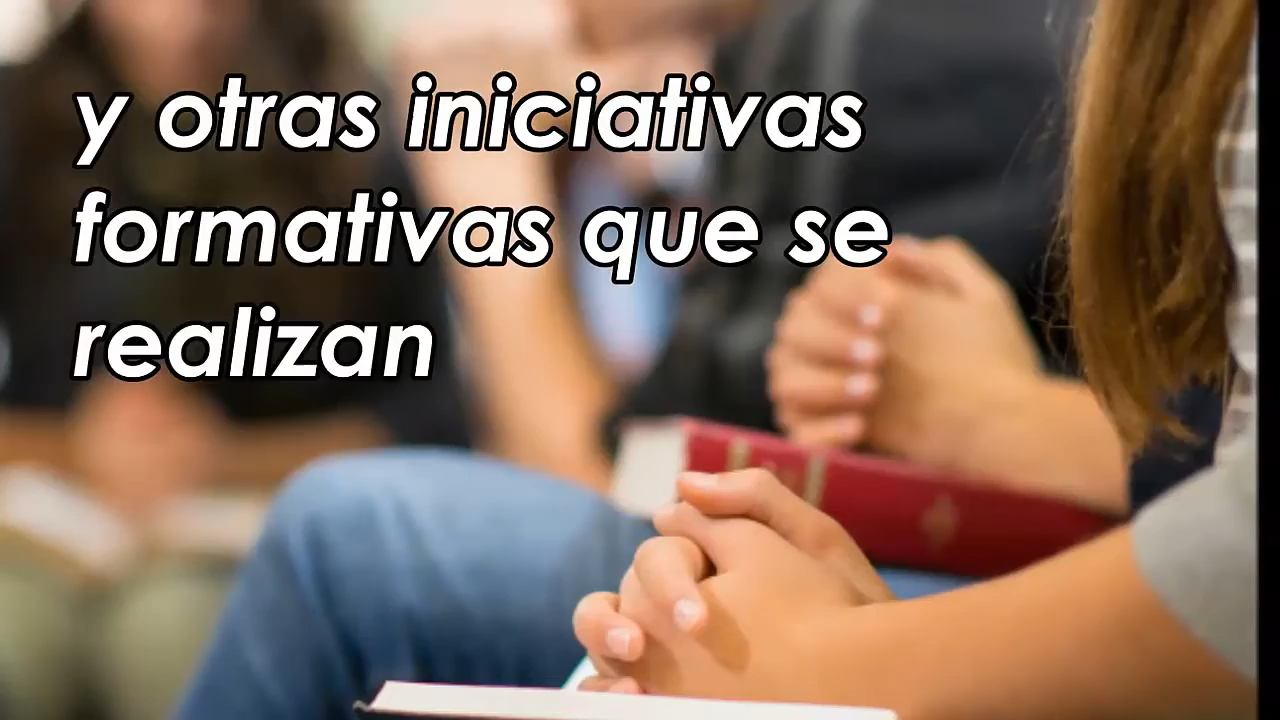 y otras iniciativas
formativas que se
realizan